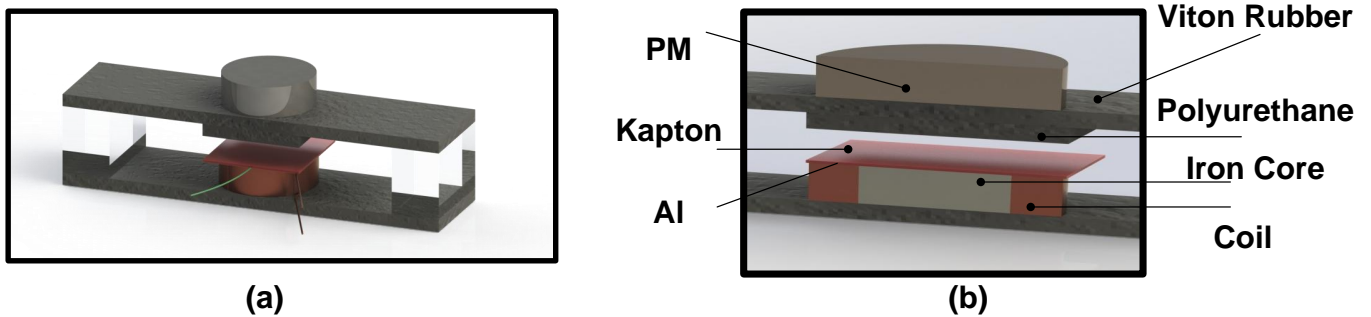 Viton Rubber
PM
Polyurethane
Kapton
Iron Core
Al
Coil
(a)
(b)